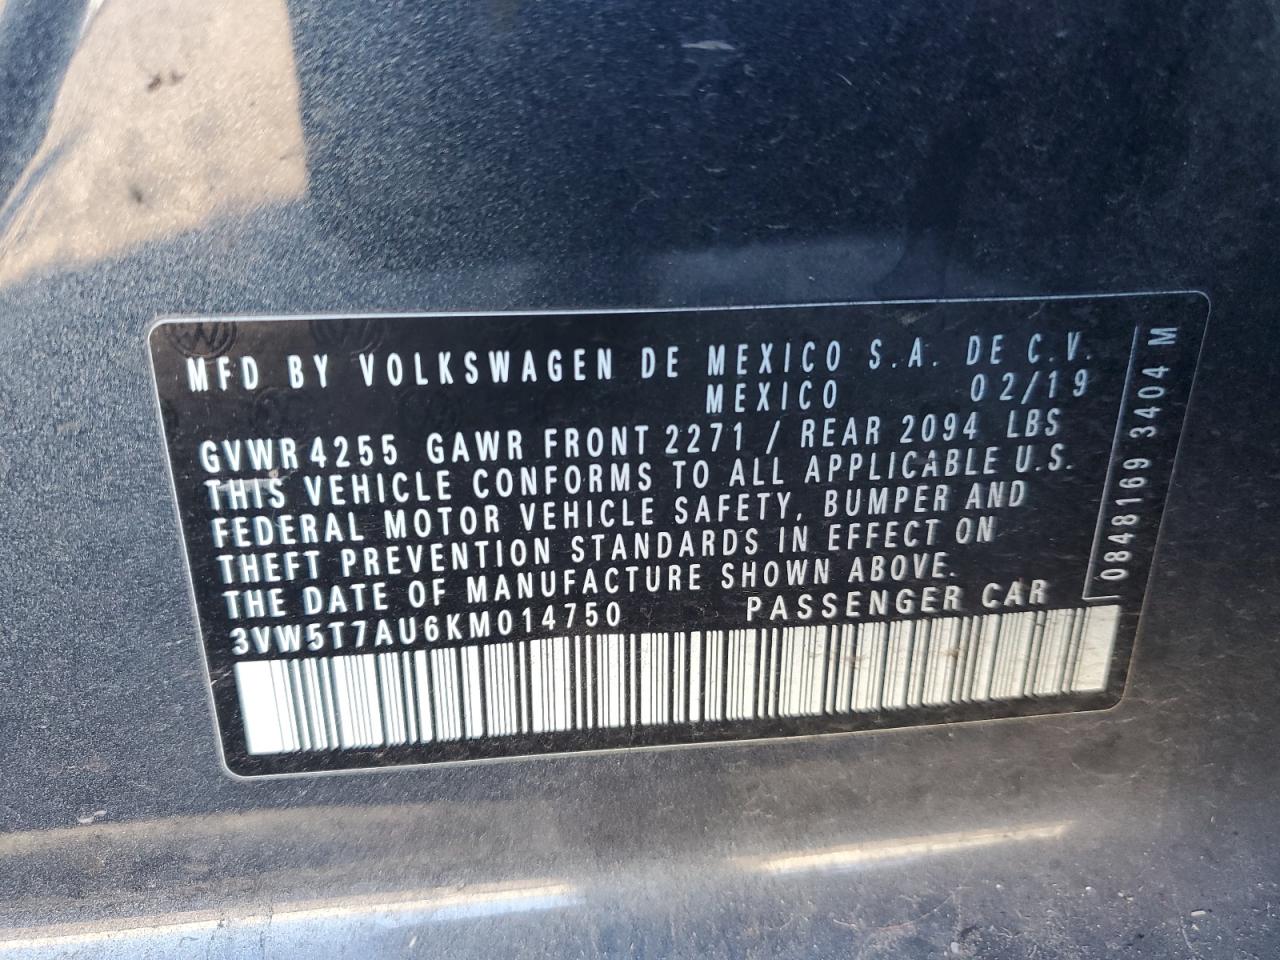 MFD BY VOLKSWAGEN DE MEXICO S.A. DE C.V.
MEXICO 02/19
GVWR 4255 GAWR FRONT 2271 / REAR 2094 LBS
THIS VEHICLE CONFORMS TO ALL APPLICABLE U.S.
FEDERAL MOTOR VEHICLE SAFETY, BUMPER AND
THEFT PREVENTION STANDARDS IN EFFECT ON
THE DATE OF MANUFACTURE SHOWN ABOVE.
3VW5T7AU6KM014750 PASSENGER CAR
0848169 3404 M